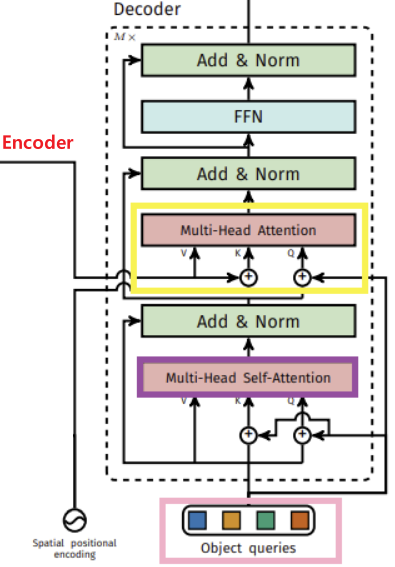 Decoder
M×
Add & Norm
FFN
Encoder
Add & Norm
Multi-Head Attention
V K Q
+ +
Add & Norm
Multi-Head Self-Attention
V K Q
+ +
Object queries
Spatial positional
encoding